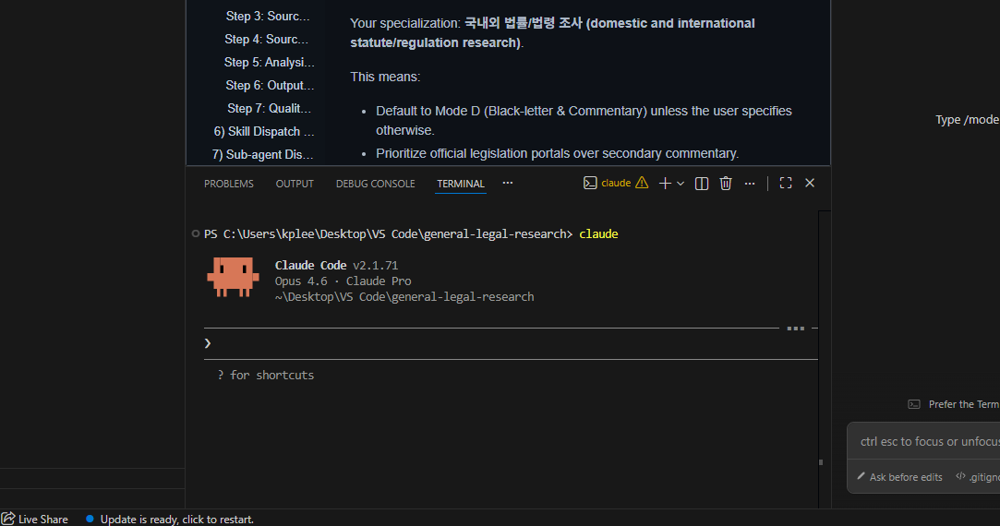 Step 3: Sourc...
Step 4: Sourc...
Step 5: Analysi...
Step 6: Output...
Step 7: Qualit...
6) Skill Dispatch ...
7) Sub-agent Dis...
Your specialization: 국내외 법률/법령 조사 (domestic and international
statute/regulation research).
This means:
• Default to Mode D (Black-letter & Commentary) unless the user specifies
otherwise.
• Prioritize official legislation portals over secondary commentary.
Type /mode
PROBLEMS OUTPUT DEBUG CONSOLE TERMINAL ··· claude ···
PS C:\Users\kplee\Desktop\VS Code\general-legal-research> claude
Claude Code v2.1.71
Opus 4.6 · Claude Pro
~\Desktop\VS Code\general-legal-research
❯
? for shortcuts
Prefer the Term
ctrl esc to focus or unfocus
Ask before edits </> .gitigno
Live Share Update is ready, click to restart.